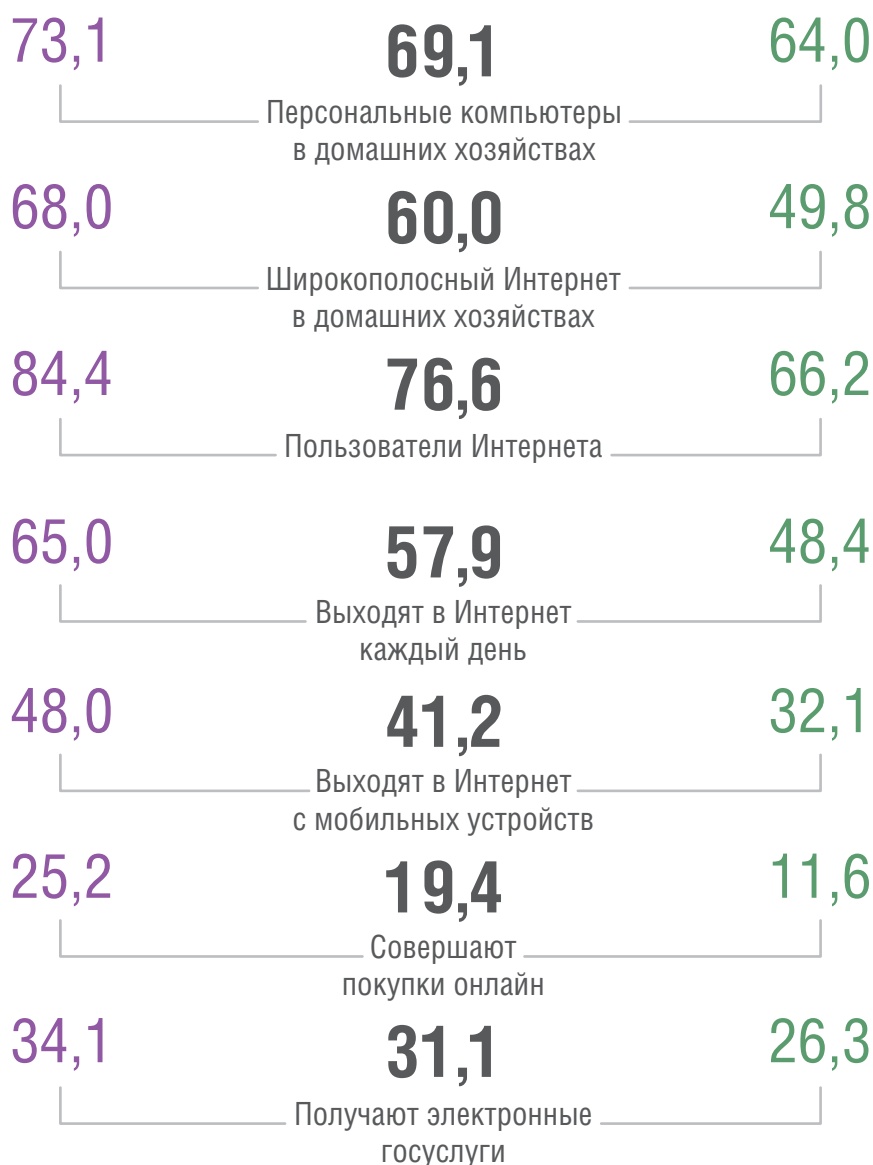 73,1 69,1 64,0
Персональные компьютеры
в домашних хозяйствах
68,0 60,0 49,8
Широкополосный Интернет
в домашних хозяйствах
84,4 76,6 66,2
Пользователи Интернета
65,0 57,9 48,4
Выходят в Интернет
каждый день
48,0 41,2 32,1
Выходят в Интернет
с мобильных устройств
25,2 19,4 11,6
Совершают
покупки онлайн
34,1 31,1 26,3
Получают электронные
госуслуги